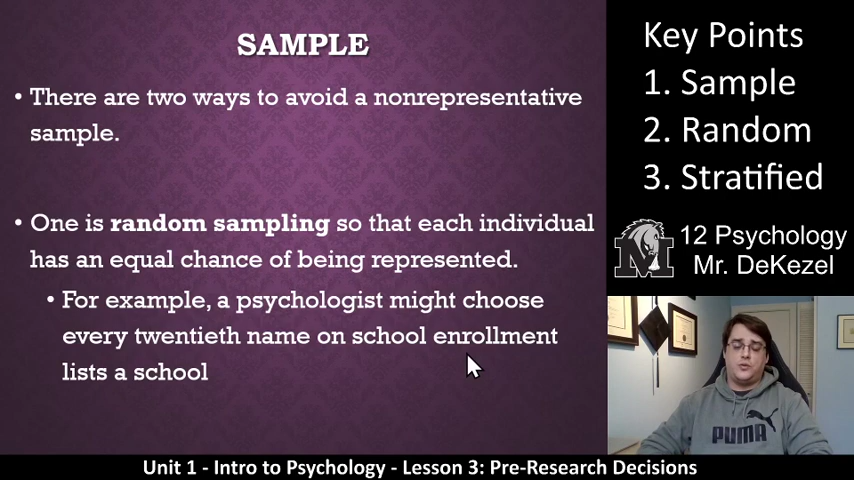 SAMPLE
• There are two ways to avoid a nonrepresentative
sample.
• One is random sampling so that each individual
has an equal chance of being represented.
• For example, a psychologist might choose
every twentieth name on school enrollment
lists a school
Key Points
1. Sample
2. Random
3. Stratified
M
12 Psychology
Mr. DeKezel
PUMA
Unit 1 - Intro to Psychology - Lesson 3: Pre-Research Decisions